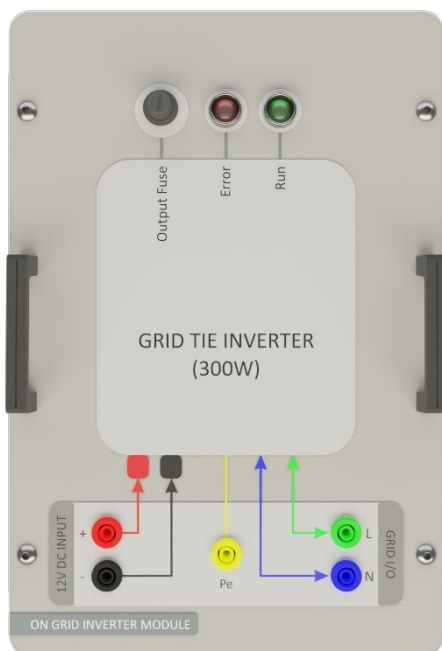 Output Fuse
Error
Run
GRID TIE INVERTER
(300W)
12V DC INPUT
+
-
Pe
L
N
GRID I/O
ON GRID INVERTER MODULE